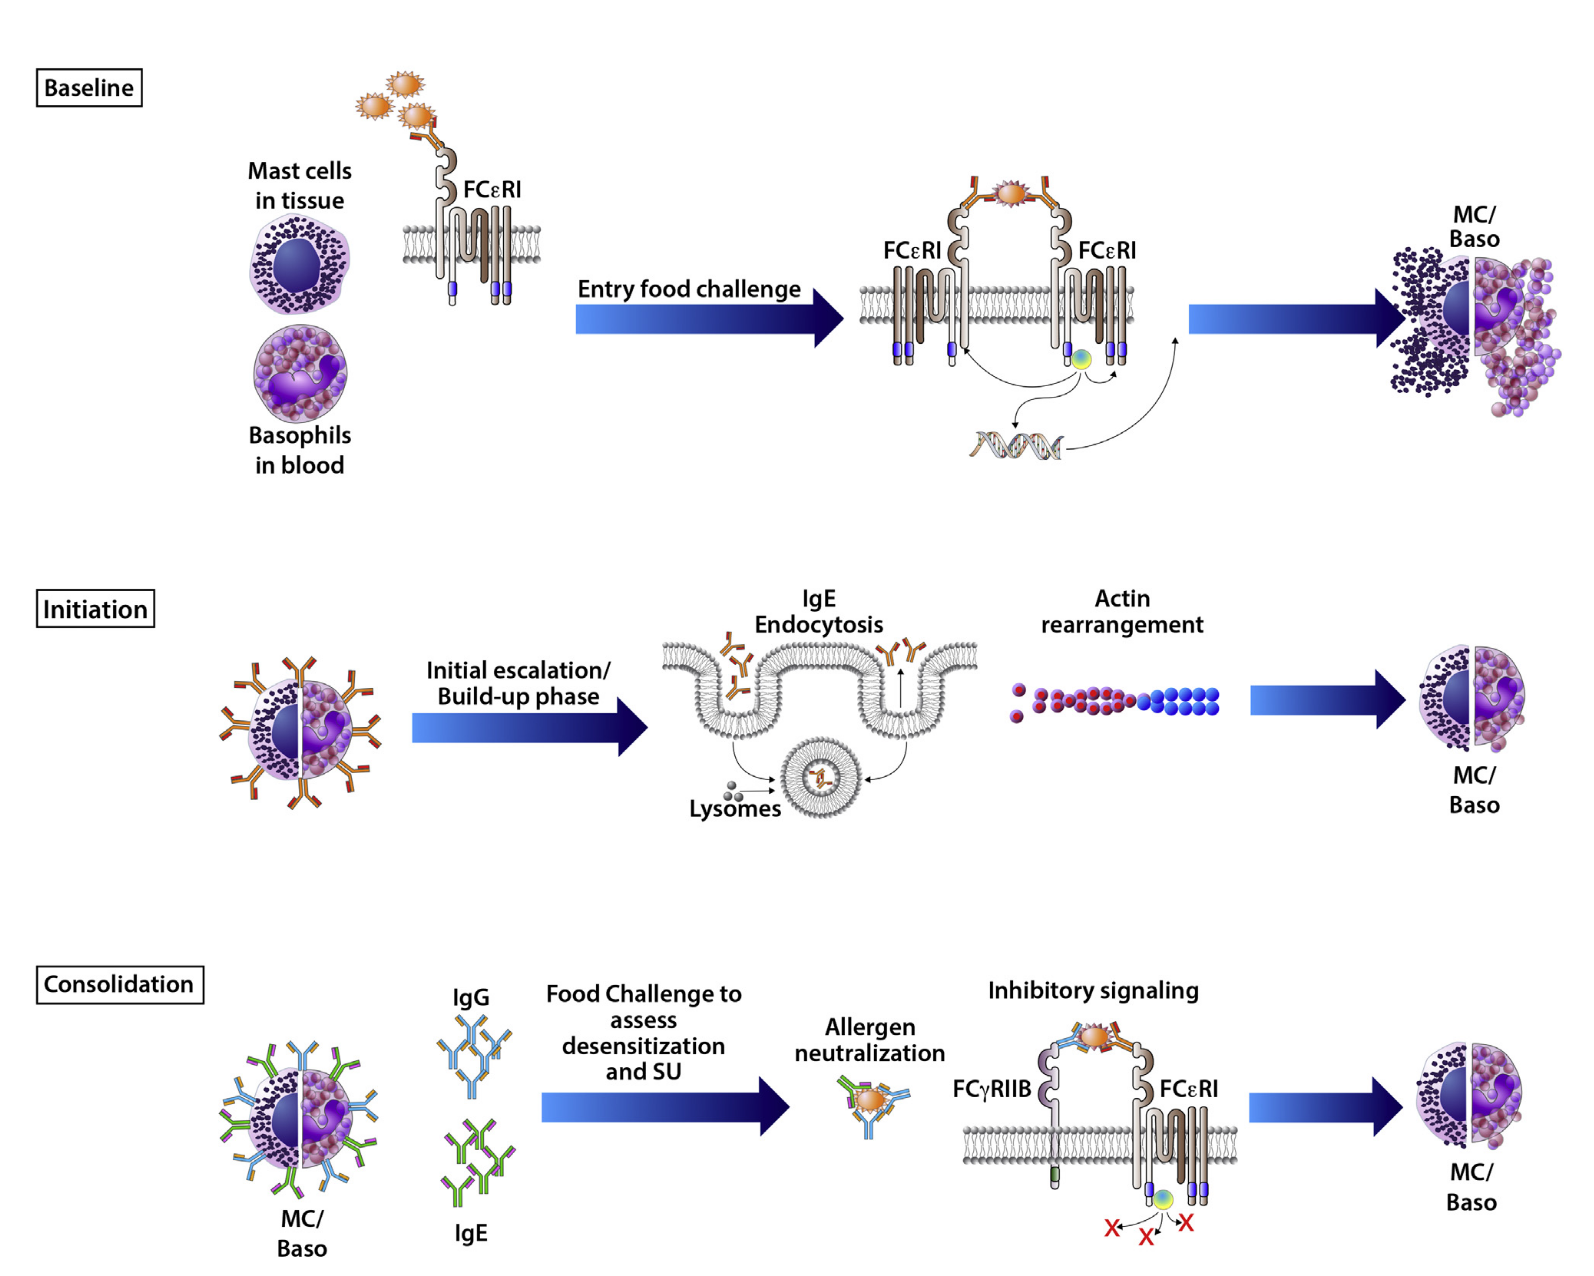 Baseline
Mast cells
in tissue
FCεRI
Basophils
in blood
Entry food challenge
FCεRI
FCεRI
MC/
Baso
Initiation
Initial escalation/
Build-up phase
IgE
Endocytosis
Lysomes
Actin
rearrangement
MC/
Baso
Consolidation
MC/
Baso
IgG
IgE
Food Challenge to
assess
desensitization
and SU
Allergen
neutralization
Inhibitory signaling
FCγRIIB
FCεRI
X
X
X
MC/
Baso